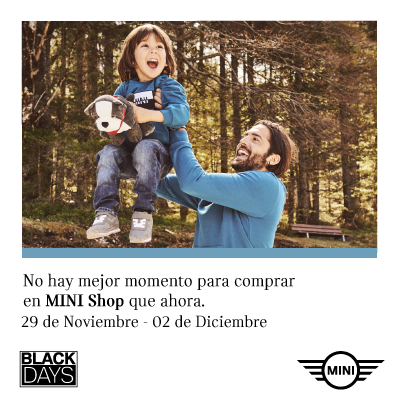 No hay mejor momento para comprar
en MINI Shop que ahora.
29 de Noviembre - 02 de Diciembre
BLACK
DAYS
MINI